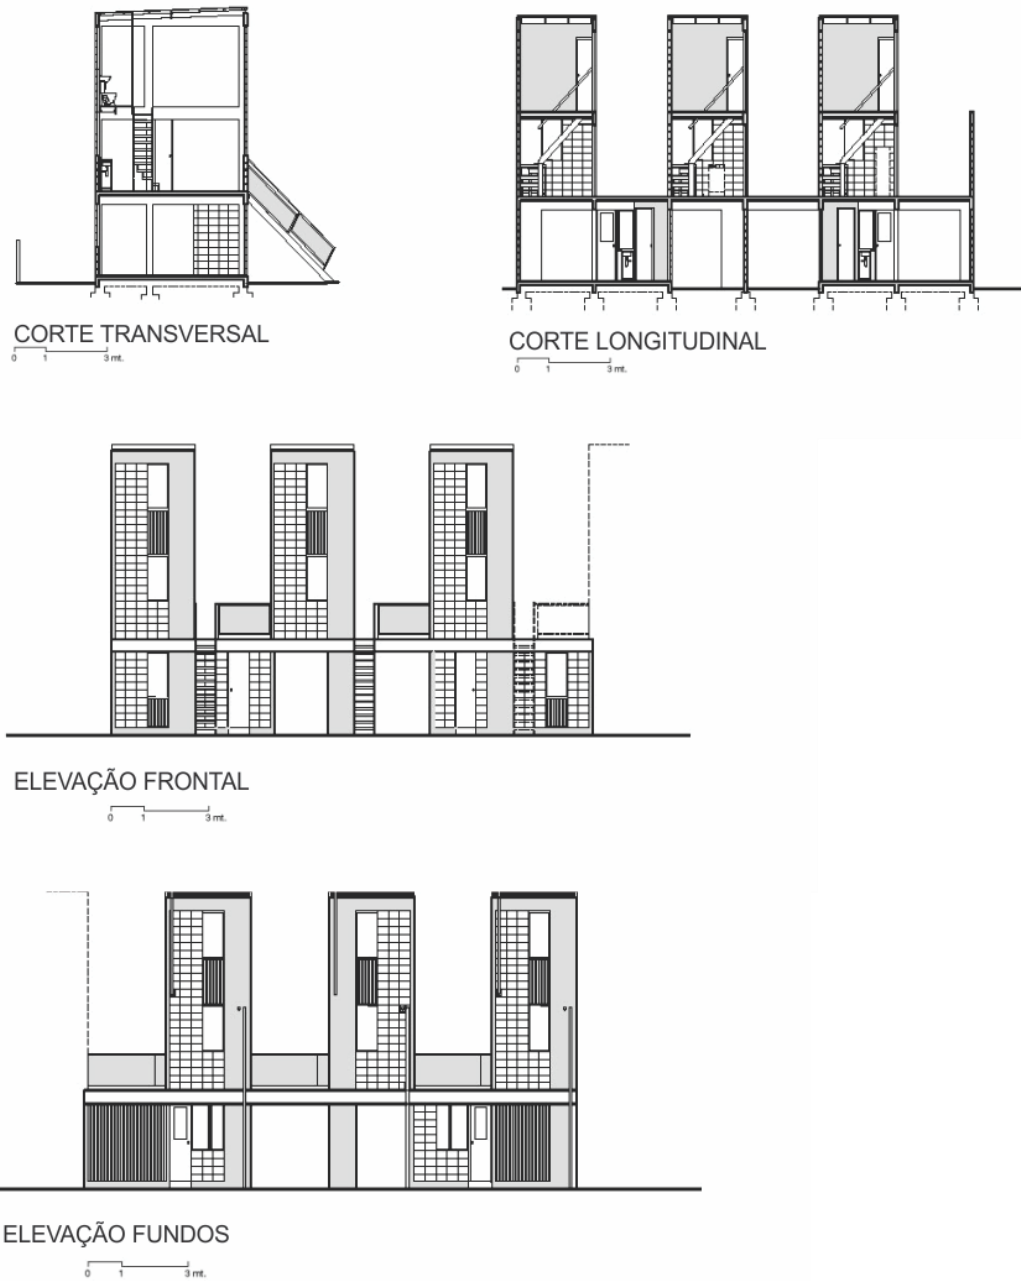 CORTE TRANSVERSAL
0 1 3 mt.
CORTE LONGITUDINAL
0 1 3 mt.
ELEVAÇÃO FRONTAL
0 1 3 mt.
ELEVAÇÃO FUNDOS
0 1 3 mt.